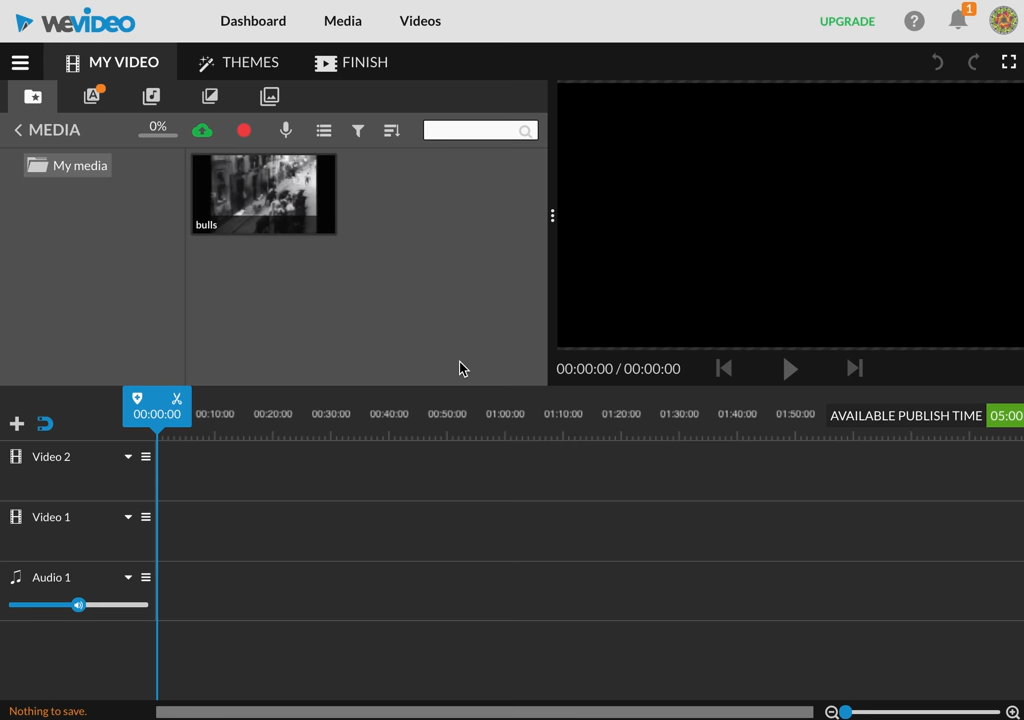 WEVIDEO Dashboard Media Videos UPGRADE ? 1
MY VIDEO THEMES FINISH
A
MEDIA 0%
My media
bulls
00:00:00 / 00:00:00
00:00:00 00:10:00 00:20:00 00:30:00 00:40:00 00:50:00 01:00:00 01:10:00 01:20:00 01:30:00 01:40:00 01:50:00 AVAILABLE PUBLISH TIME 05:00
Video 2
Video 1
Audio 1
Nothing to save.